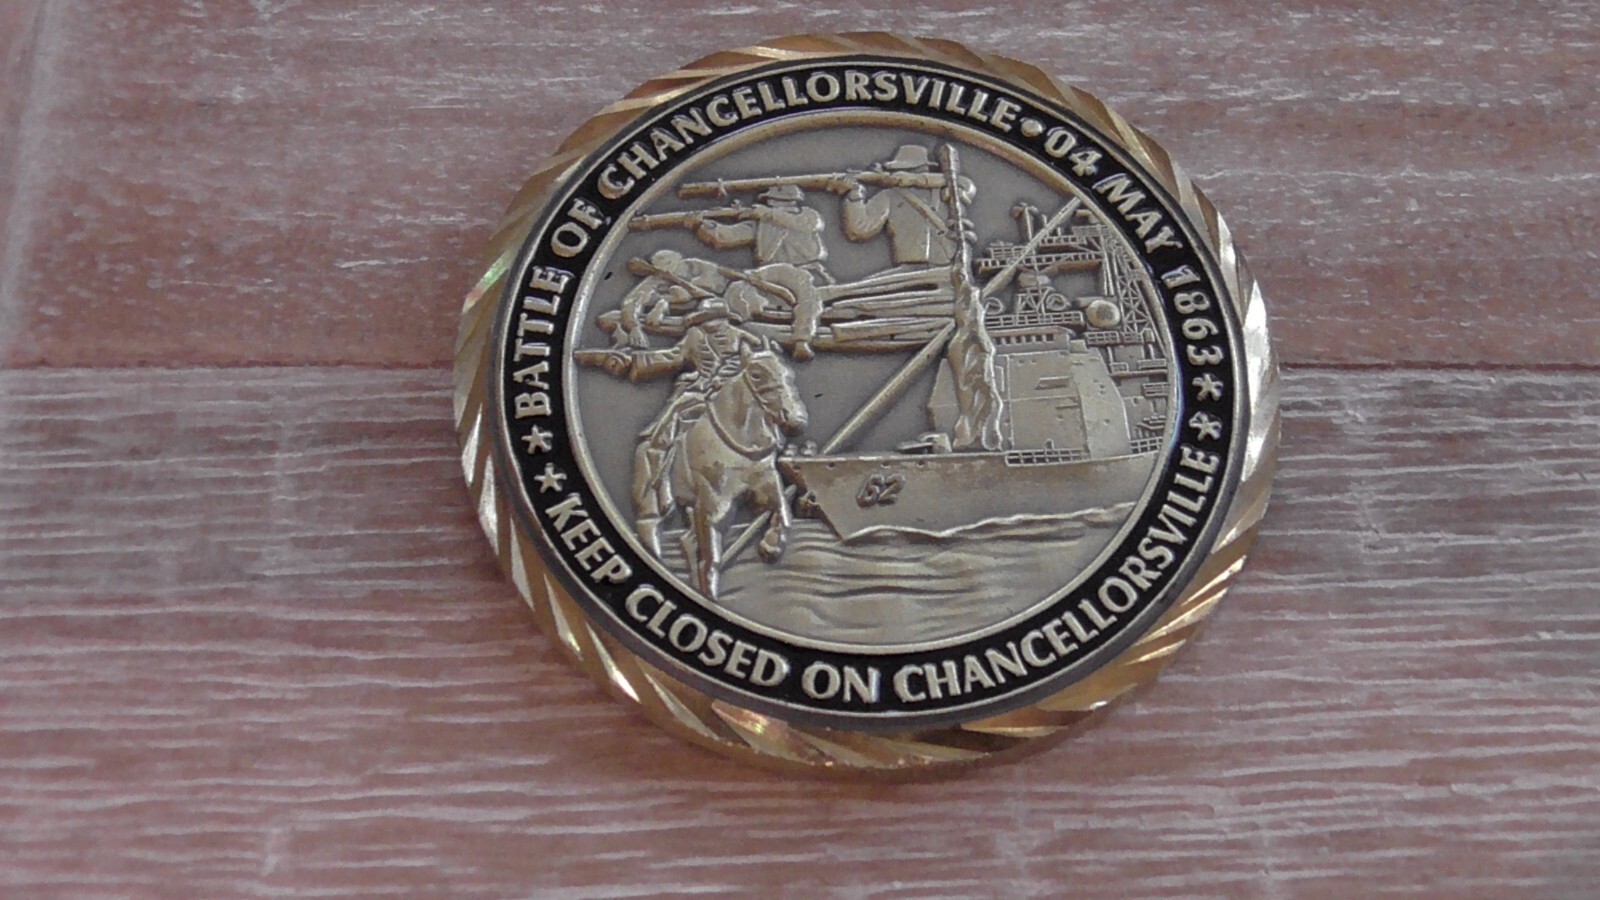 ★ BATTLE OF CHANCELLORSVILLE • 04 MAY 1863 ★
★ KEEP CLOSED ON CHANCELLORSVILLE ★
62